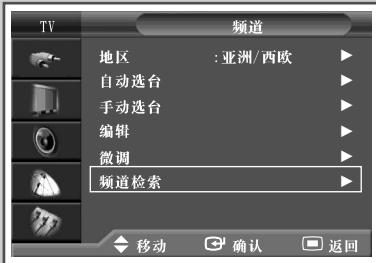 TV 频道
地区 :亚洲/西欧
自动选台
手动选台
编辑
微调
频道检索
移动 确认 返回